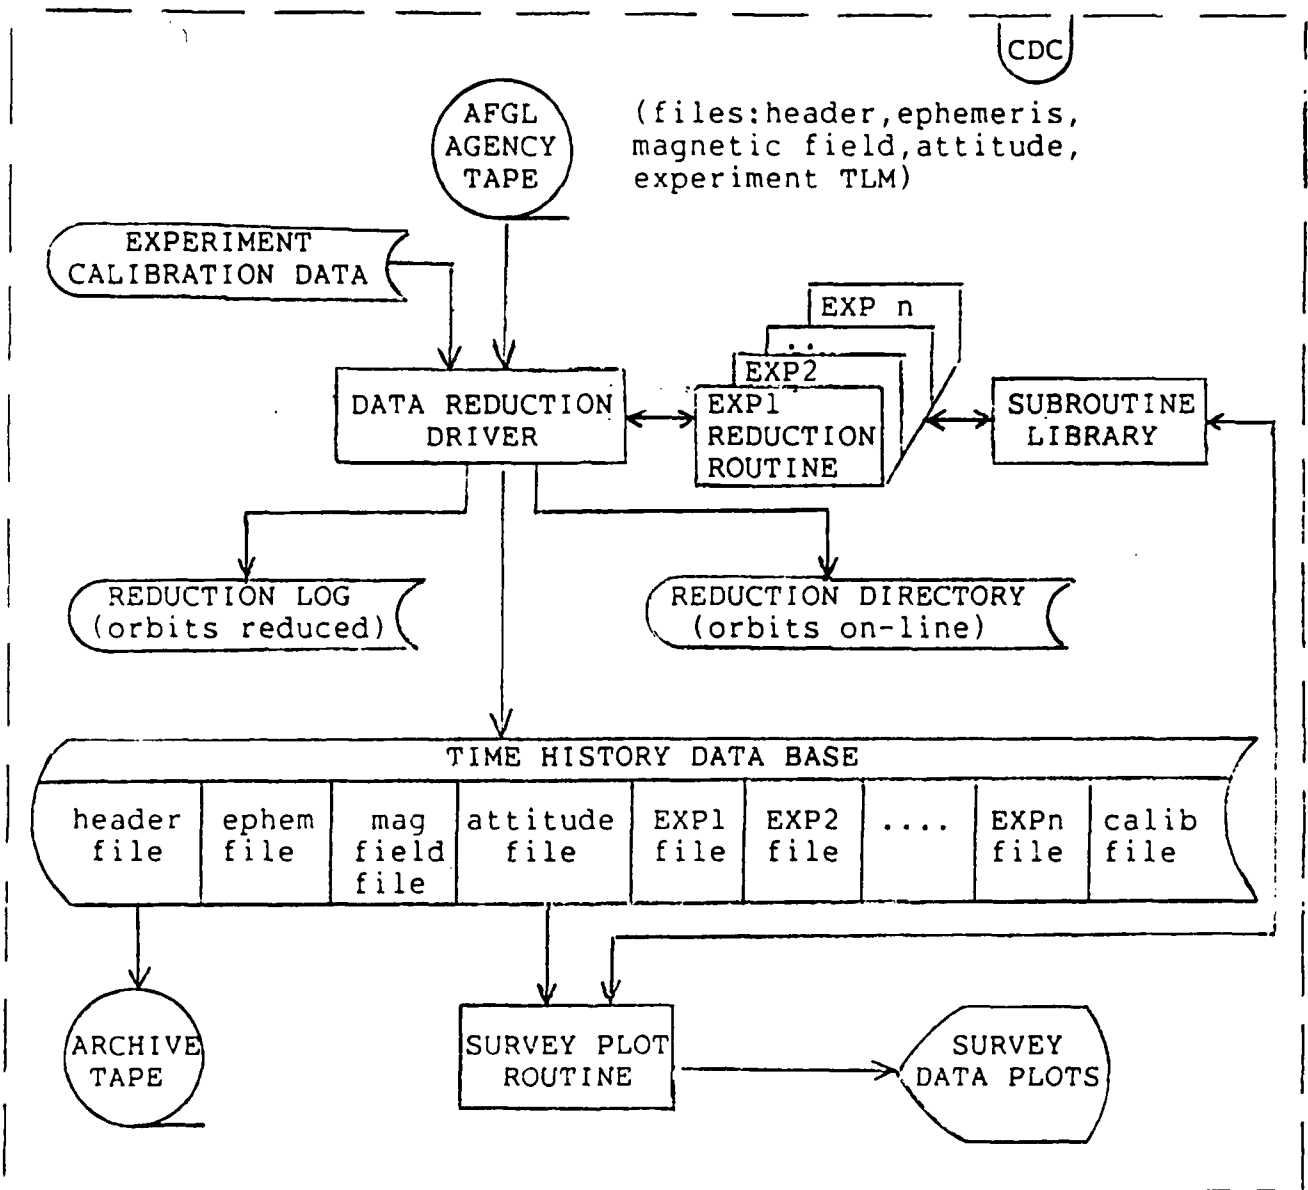 CDC
AFGL
AGENCY
TAPE
(files:header,ephemeris,
magnetic field,attitude,
experiment TLM)
EXPERIMENT
CALIBRATION DATA
EXP n
..
EXP2
EXP1
REDUCTION
ROUTINE
DATA REDUCTION
DRIVER
SUBROUTINE
LIBRARY
REDUCTION LOG
(orbits reduced)
REDUCTION DIRECTORY
(orbits on-line)
TIME HISTORY DATA BASE
header
file
ephem
file
mag
field
file
attitude
file
EXP1
file
EXP2
file
....
EXPn
file
calib
file
ARCHIVE
TAPE
SURVEY PLOT
ROUTINE
SURVEY
DATA PLOTS